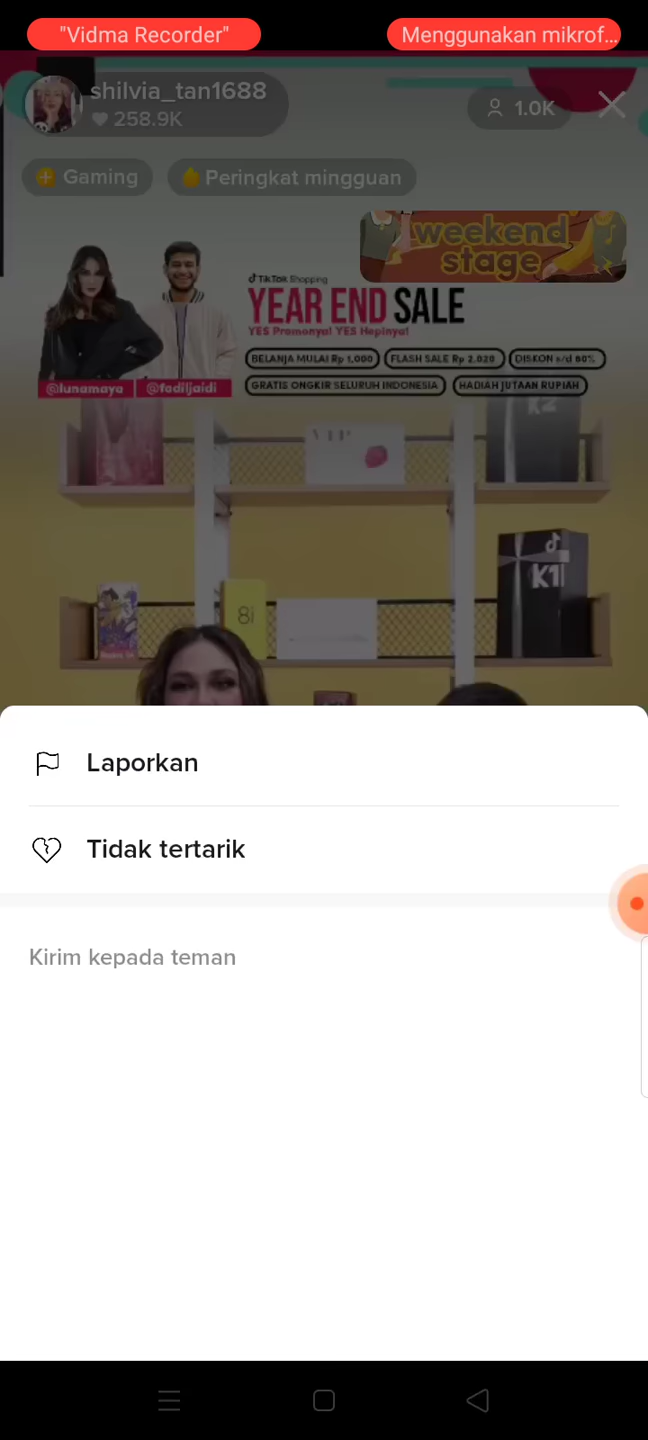 "Vidma Recorder"
Menggunakan mikrof...
shilvia_tan1688
258.9K
1.0K
Gaming
Peringkat mingguan
weekend
stage
TikTok Shopping
YEAR END SALE
YES Promonya! YES Hepinya!
BELANJA MULAI Rp 1,000
FLASH SALE Rp 2,020
DISKON s/d 80%
@lunamaya
@fadiljaidi
GRATIS ONGKIR SELURUH INDONESIA
HADIAH JUTAAN RUPIAH
VIP
K2
K1
8i
Laporkan
Tidak tertarik
Kirim kepada teman